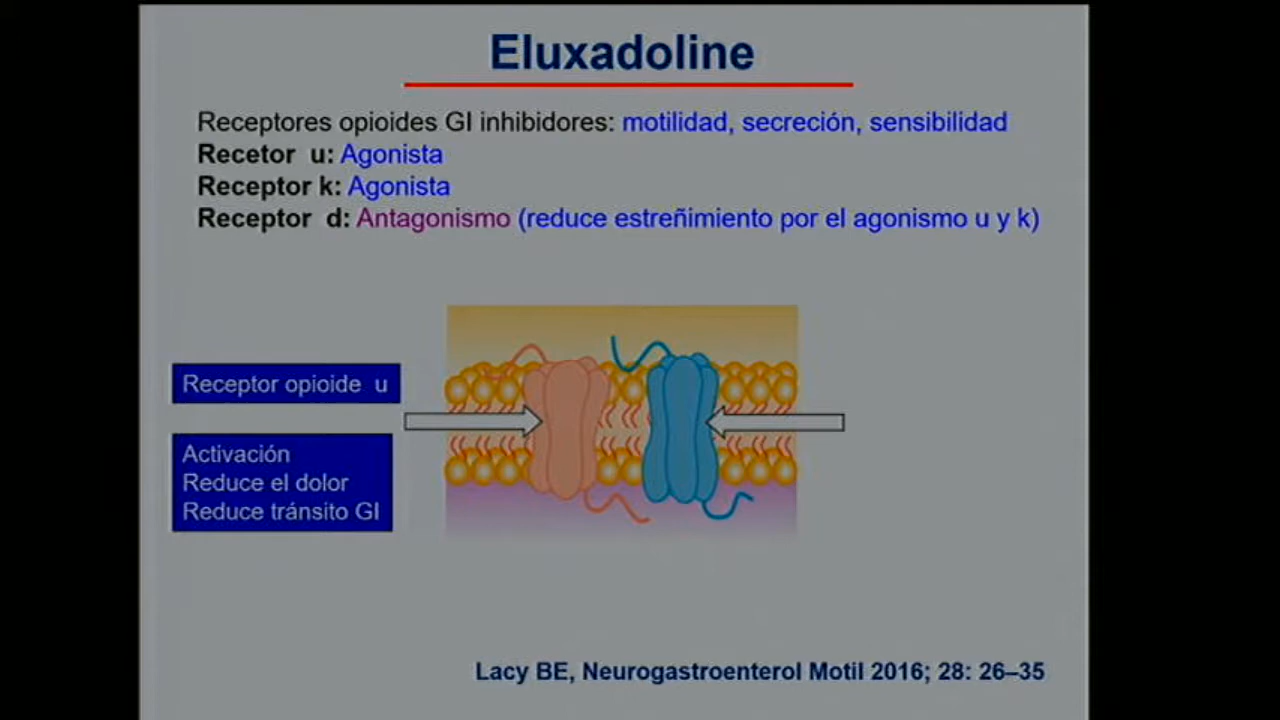 Eluxadoline
Receptores opioides GI inhibidores: motilidad, secreción, sensibilidad
Recetor u: Agonista
Receptor k: Agonista
Receptor d: Antagonismo (reduce estreñimiento por el agonismo u y k)
Receptor opioide u
Activación
Reduce el dolor
Reduce tránsito GI
Lacy BE, Neurogastroenterol Motil 2016; 28: 26–35